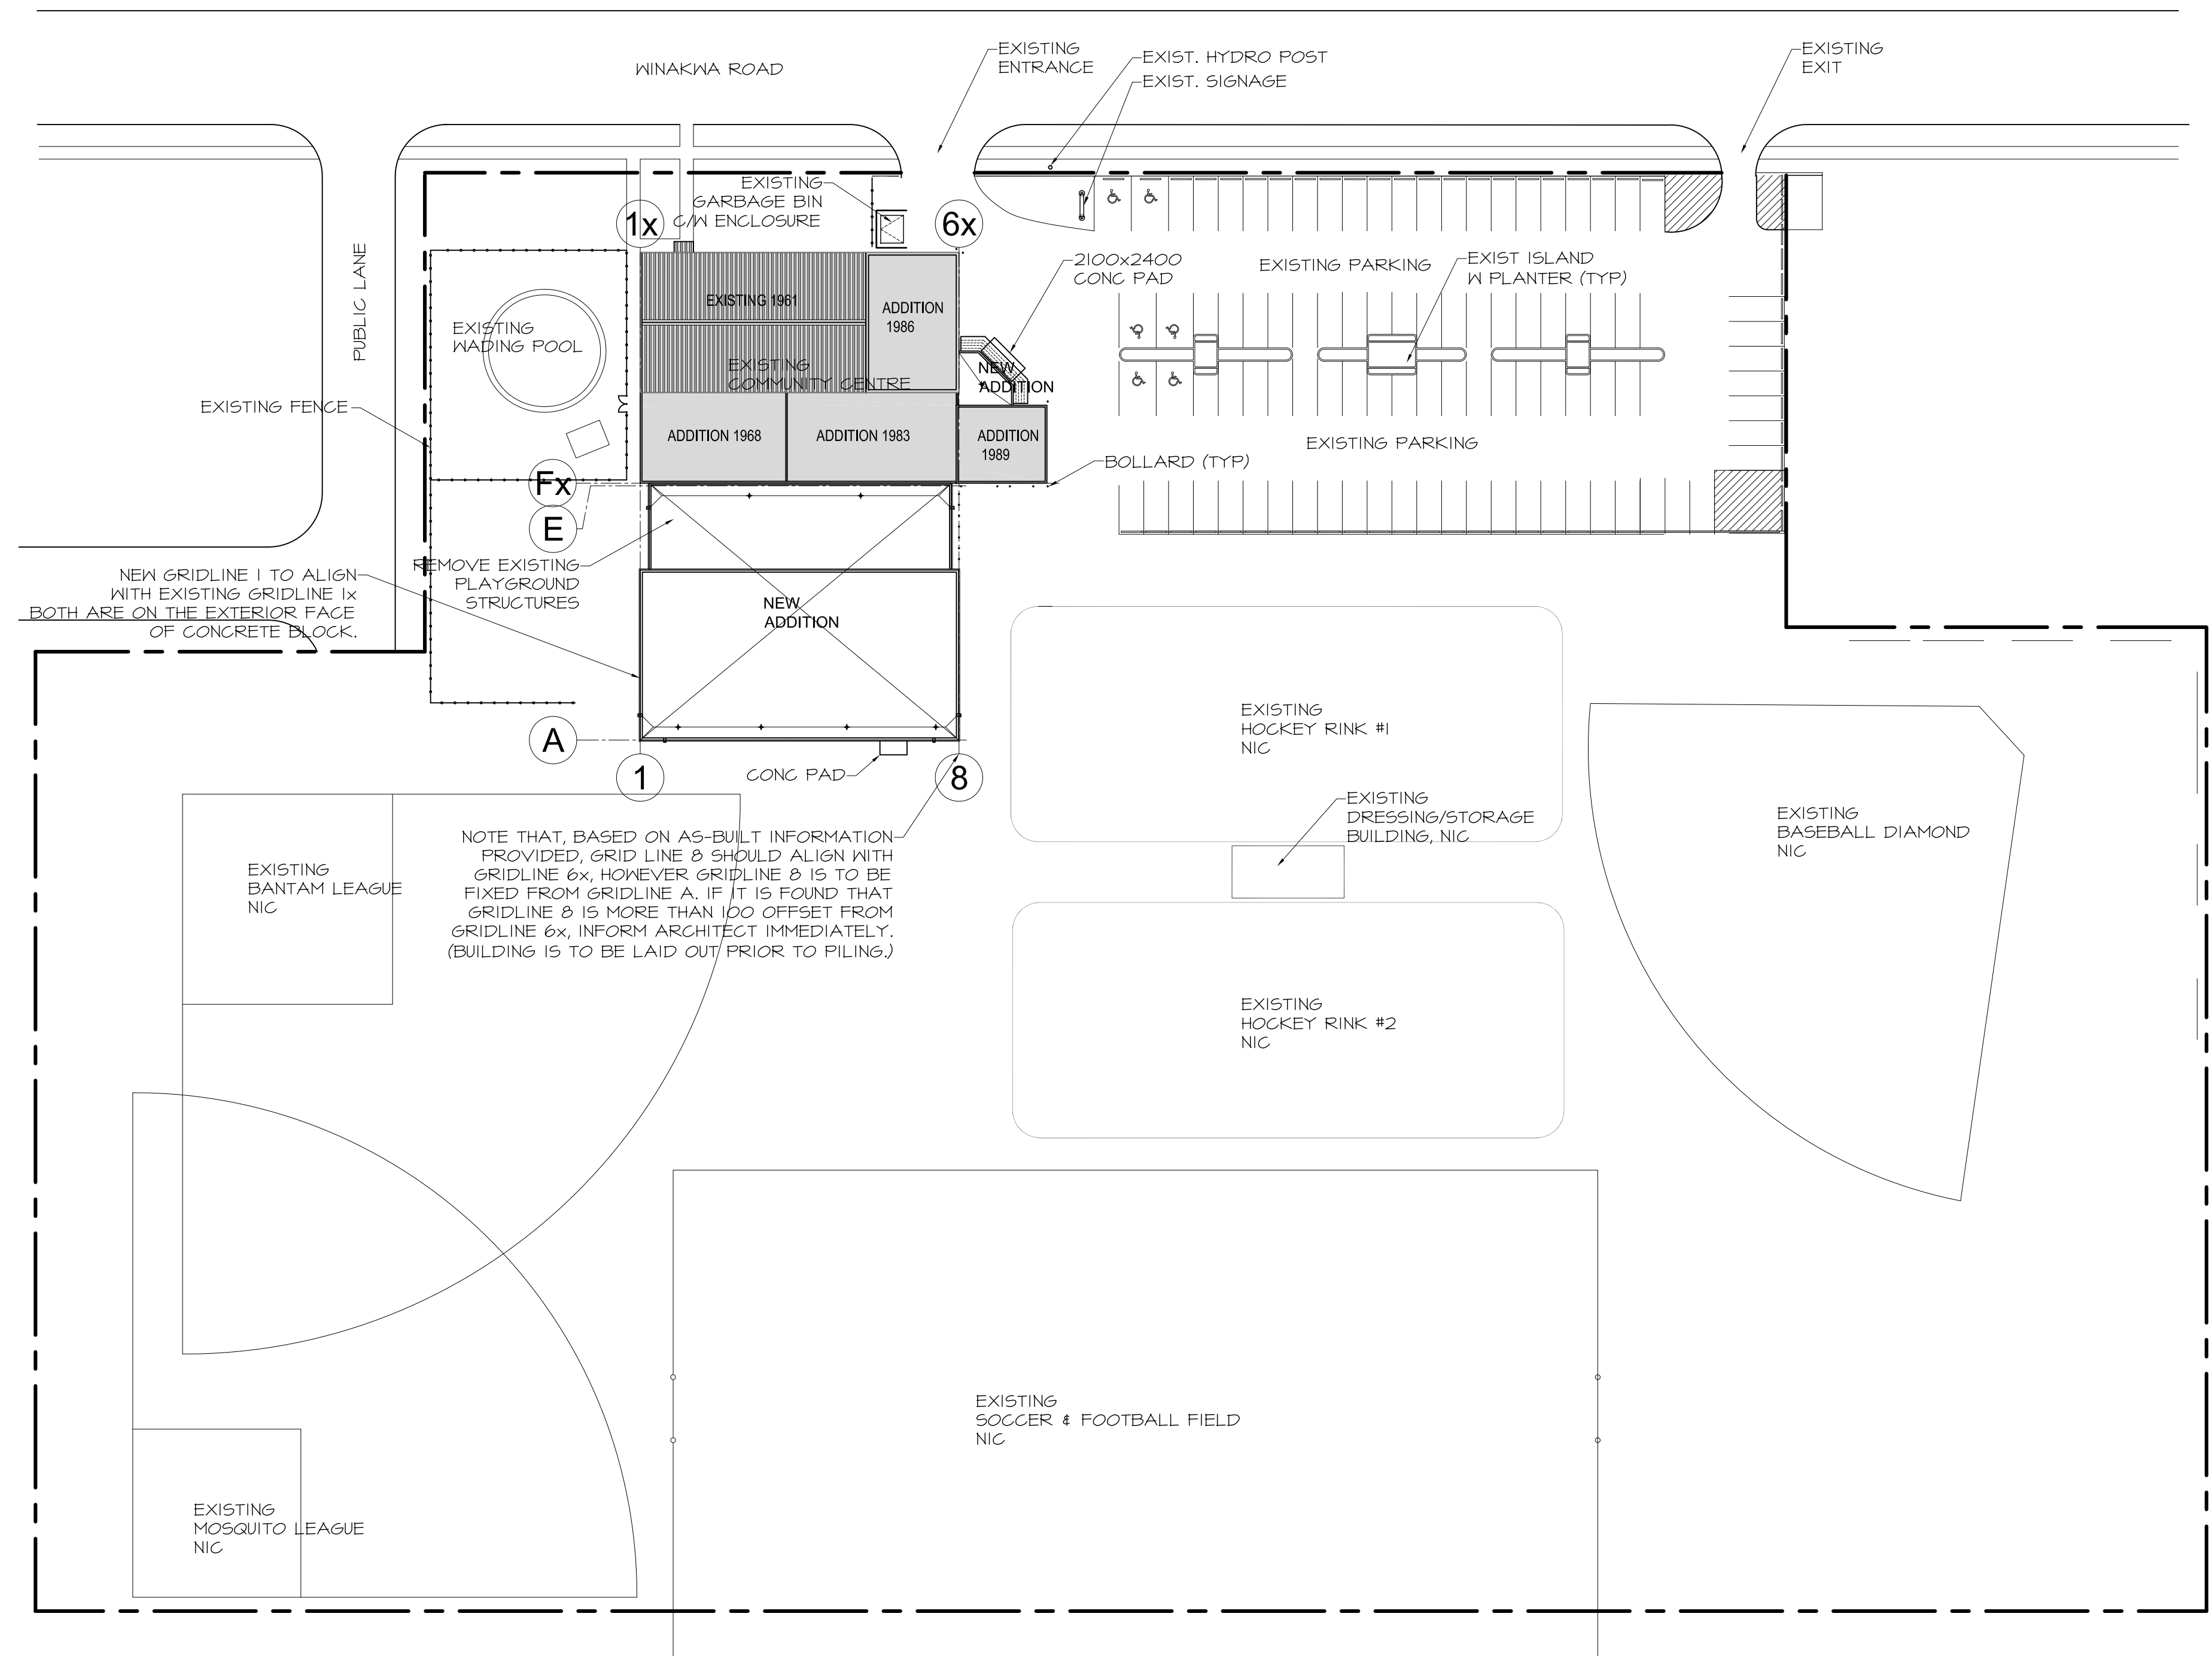 WINAKWA ROAD
EXISTING
ENTRANCE
EXIST. HYDRO POST
EXIST. SIGNAGE
EXISTING
EXIT
EXISTING
GARBAGE BIN
C/W ENCLOSURE
1x
6x
PUBLIC LANE
2100x2400
CONC PAD
EXISTING PARKING
EXIST ISLAND
W PLANTER (TYP)
EXISTING 1961
ADDITION
1986
EXISTING
WADING POOL
EXISTING
COMMUNITY CENTRE
NEW
ADDITION
EXISTING FENCE
ADDITION 1968
ADDITION 1983
ADDITION
1989
EXISTING PARKING
BOLLARD (TYP)
Fx
E
REMOVE EXISTING
PLAYGROUND
STRUCTURES
NEW GRIDLINE 1 TO ALIGN
WITH EXISTING GRIDLINE 1x
BOTH ARE ON THE EXTERIOR FACE
OF CONCRETE BLOCK.
NEW
ADDITION
A
1
8
CONC PAD
EXISTING
HOCKEY RINK #1
NIC
EXISTING
DRESSING/STORAGE
BUILDING, NIC
EXISTING
BASEBALL DIAMOND
NIC
NOTE THAT, BASED ON AS-BUILT INFORMATION
PROVIDED, GRID LINE 8 SHOULD ALIGN WITH
GRIDLINE 6x, HOWEVER GRIDLINE 8 IS TO BE
FIXED FROM GRIDLINE A. IF IT IS FOUND THAT
GRIDLINE 8 IS MORE THAN 100 OFFSET FROM
GRIDLINE 6x, INFORM ARCHITECT IMMEDIATELY.
(BUILDING IS TO BE LAID OUT PRIOR TO PILING.)
EXISTING
BANTAM LEAGUE
NIC
EXISTING
HOCKEY RINK #2
NIC
EXISTING
SOCCER & FOOTBALL FIELD
NIC
EXISTING
MOSQUITO LEAGUE
NIC